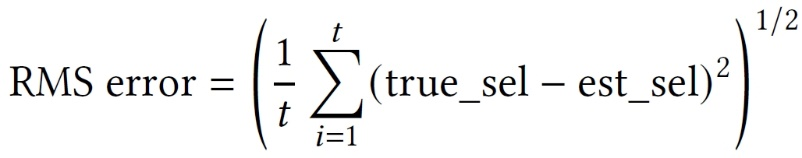 RMS error = ( 1/t ∑_{i=1}^{t} (true_sel − est_sel)^2 )^{1/2}